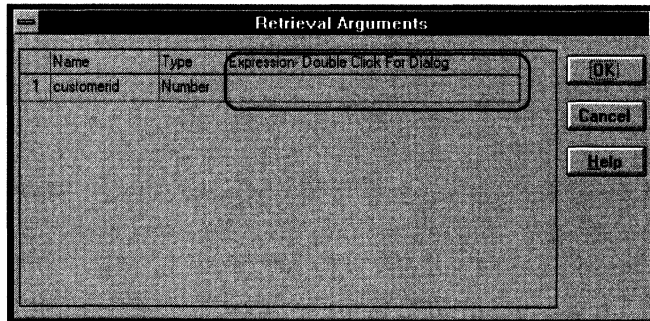 Retrieval Arguments
Name Type Expression- Double Click For Dialog
1 customerid Number
OK
Cancel
Help